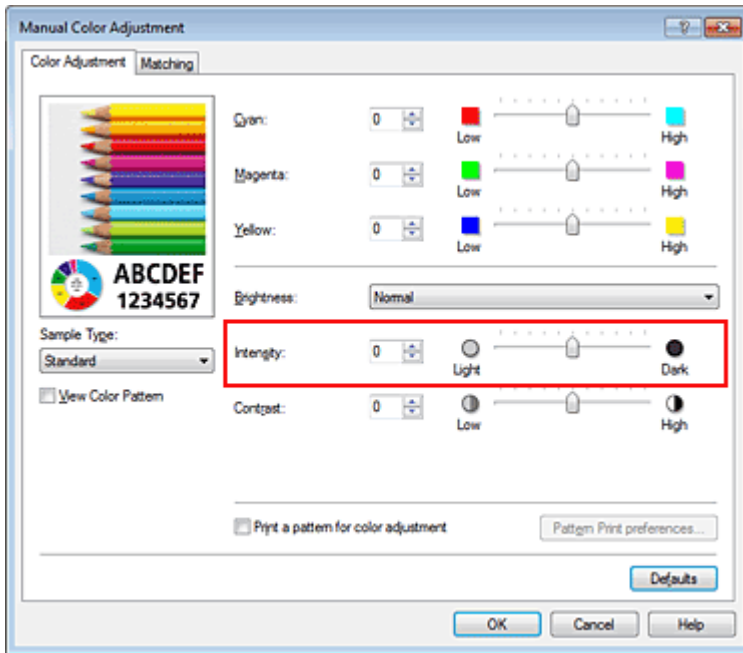 Manual Color Adjustment
Color Adjustment
Matching
ABCDEF
1234567
Sample Type:
Standard
View Color Pattern
Cyan: 0
Low High
Magenta: 0
Low High
Yellow: 0
Low High
Brightness: Normal
Intensity: 0
Light Dark
Contrast: 0
Low High
Print a pattern for color adjustment
Pattern Print preferences...
Defaults
OK Cancel Help